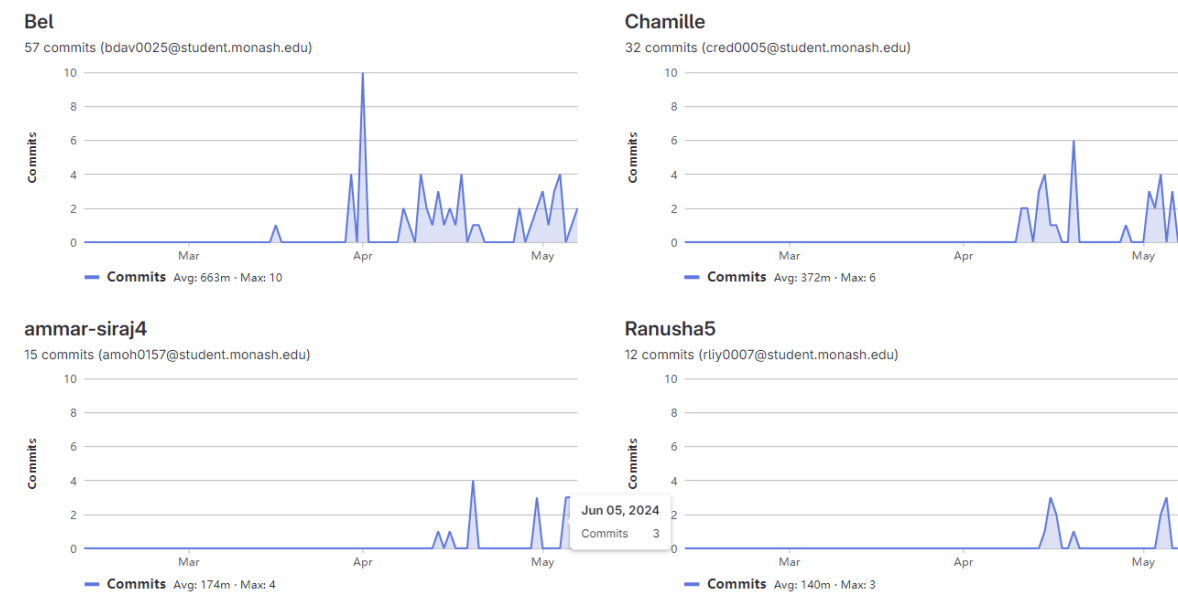 Bel
57 commits (bdav0025@student.monash.edu)
Commits
10
8
6
4
2
0
Mar Apr May
Commits Avg: 663m · Max: 10
Chamille
32 commits (cred0005@student.monash.edu)
Commits
10
8
6
4
2
0
Mar Apr May
Commits Avg: 372m · Max: 6
ammar-siraj4
15 commits (amoh0157@student.monash.edu)
Commits
10
8
6
4
2
0
Mar Apr May
Commits Avg: 174m · Max: 4
Jun 05, 2024
Commits 3
Ranusha5
12 commits (rliy0007@student.monash.edu)
Commits
10
8
6
4
2
0
Mar Apr May
Commits Avg: 140m · Max: 3